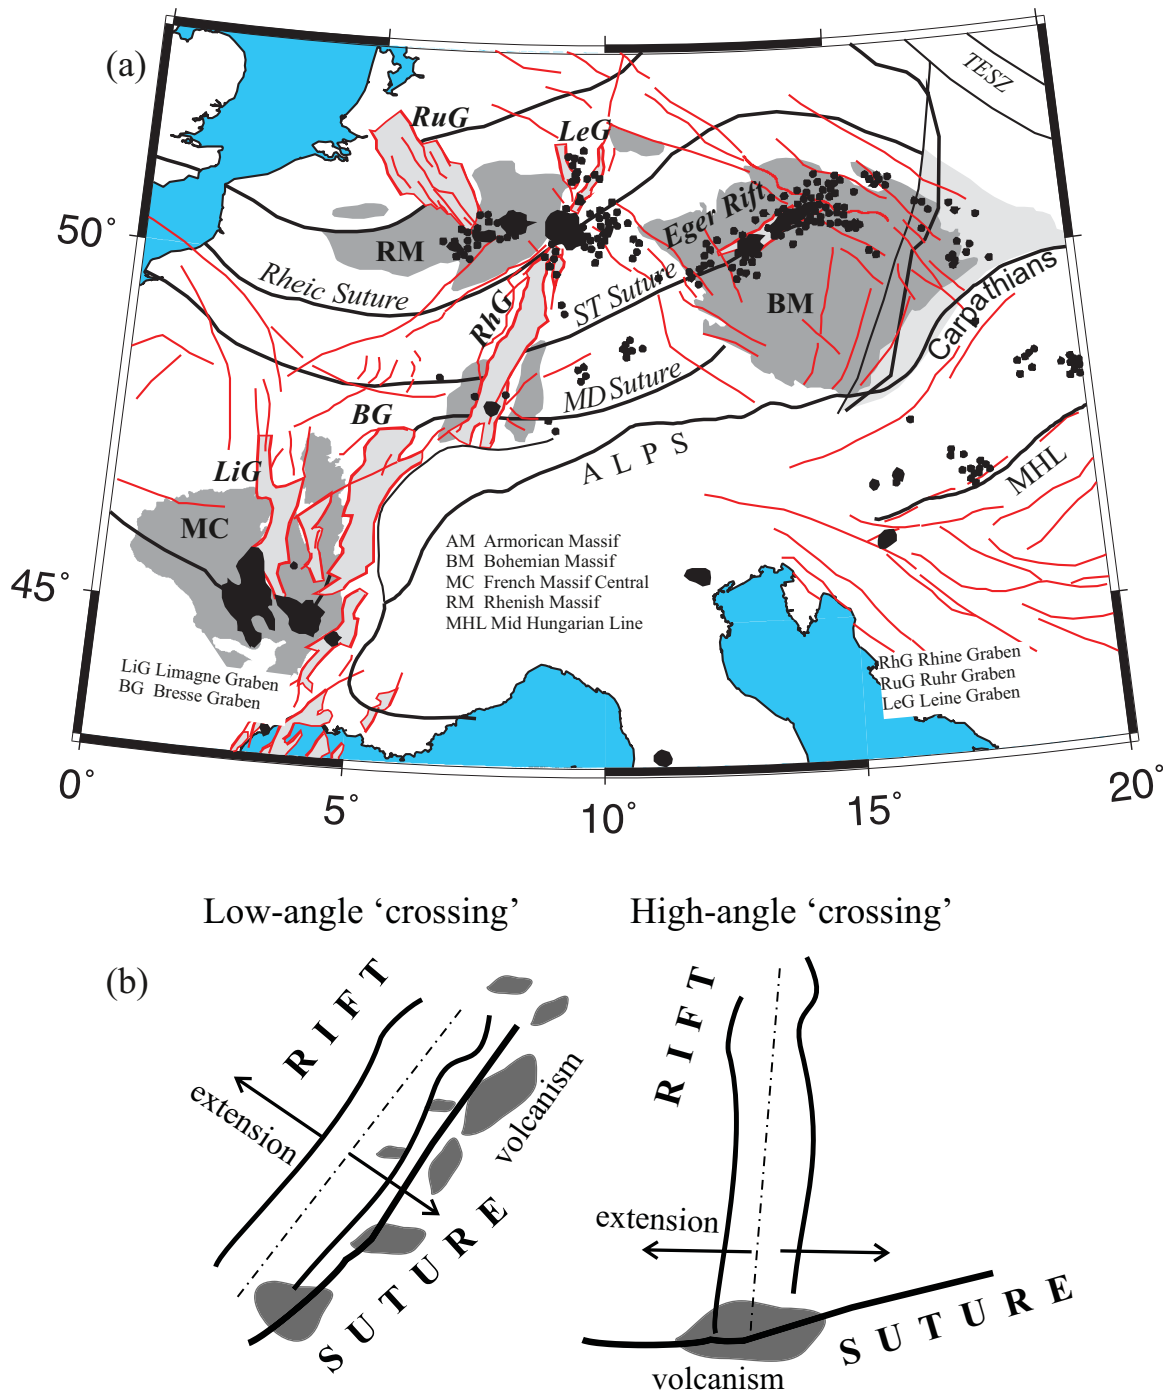 (a)
TESZ
RuG
LeG
50°
RM
Eger Rift
Rheic Suture
ST Suture
BM
Carpathians
RhG
MD Suture
BG
ALPS
LiG
MHL
MC
AM Armorican Massif
BM Bohemian Massif
MC French Massif Central
RM Rhenish Massif
MHL Mid Hungarian Line
45°
LiG Limagne Graben
BG Bresse Graben
RhG Rhine Graben
RuG Ruhr Graben
LeG Leine Graben
0°
5°
10°
15°
20°
Low-angle ‘crossing’
High-angle ‘crossing’
(b)
RIFT
extension
volcanism
SUTURE
RIFT
extension
SUTURE
volcanism